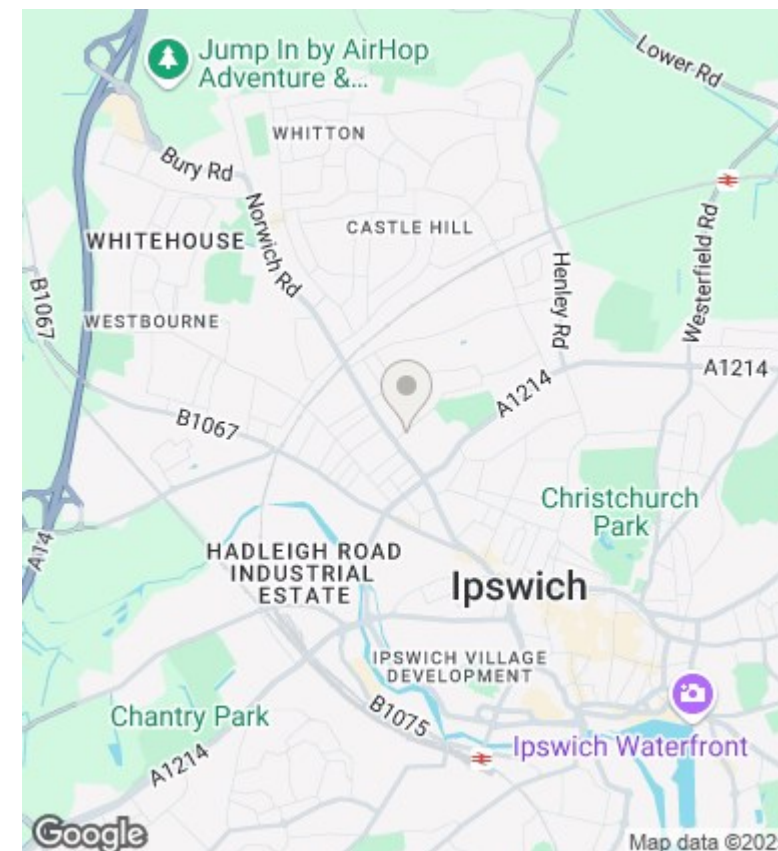 Jump In by AirHop
Adventure &...
Lower Rd
WHITTON
Bury Rd
Norwich Rd
CASTLE HILL
WHITEHOUSE
Westerfield Rd
Henley Rd
B1067
WESTBOURNE
A1214
A1214
B1067
Christchurch
Park
A14
HADLEIGH ROAD
INDUSTRIAL
ESTATE
Ipswich
IPSWICH VILLAGE
DEVELOPMENT
Chantry Park
B1075
Ipswich Waterfront
A1214
Google
Map data ©202